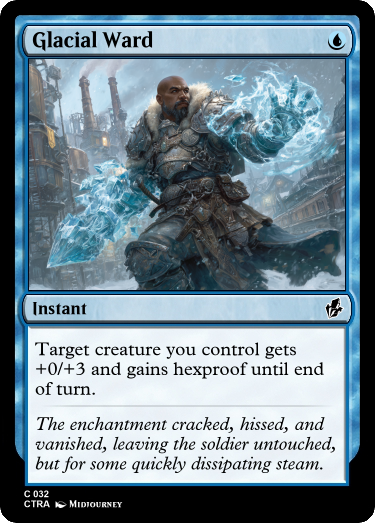 Glacial Ward
Instant
Target creature you control gets
+0/+3 and gains hexproof until end
of turn.
The enchantment cracked, hissed, and
vanished, leaving the soldier untouched,
but for some quickly dissipating steam.
C 032
CTRA Midjourney